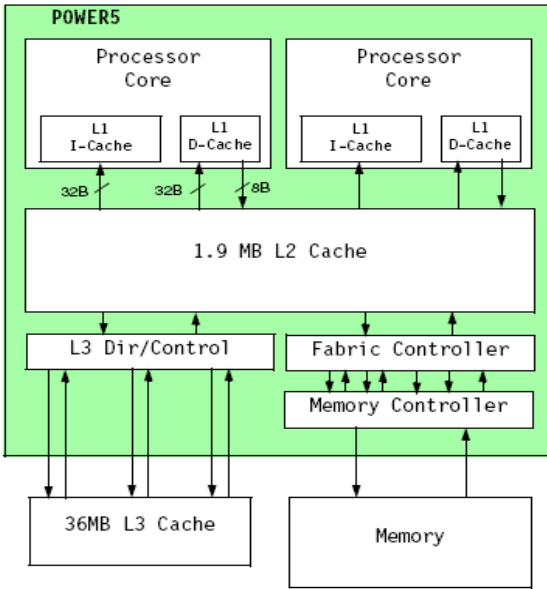 POWER5
Processor
Core
L1
I-Cache
L1
D-Cache
Processor
Core
L1
I-Cache
L1
D-Cache
32B
32B
8B
1.9 MB L2 Cache
L3 Dir/Control
Fabric Controller
Memory Controller
36MB L3 Cache
Memory